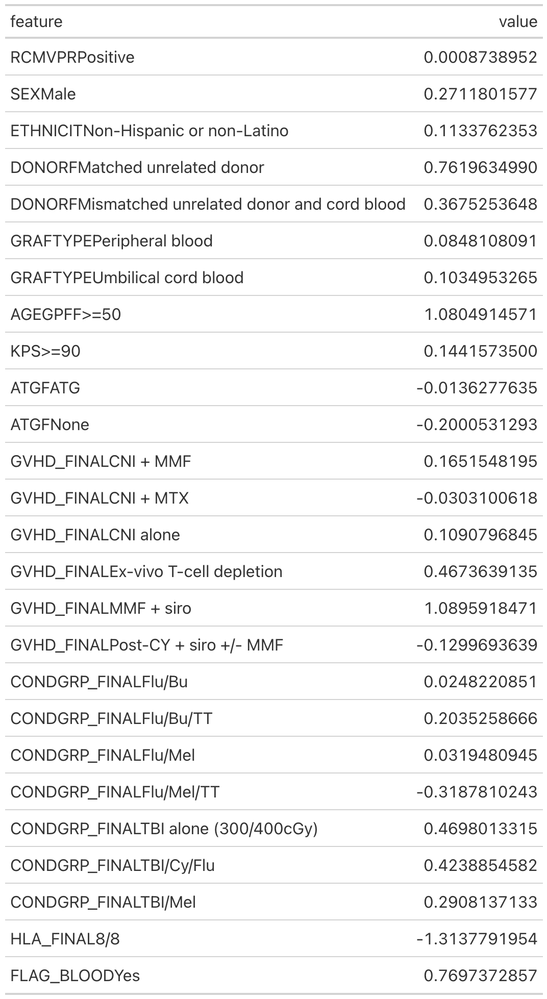 feature value
RCMVPRPositive 0.0008738952
SEXMale 0.2711801577
ETHNICITNon-Hispanic or non-Latino 0.1133762353
DONORFMatched unrelated donor 0.7619634990
DONORFMismatched unrelated donor and cord blood 0.3675253648
GRAFTYPEPeripheral blood 0.0848108091
GRAFTYPEUmbilical cord blood 0.1034953265
AGEGPFF>=50 1.0804914571
KPS>=90 0.1441573500
ATGFATG -0.0136277635
ATGFNone -0.2000531293
GVHD_FINALCNI + MMF 0.1651548195
GVHD_FINALCNI + MTX -0.0303100618
GVHD_FINALCNI alone 0.1090796845
GVHD_FINALEx-vivo T-cell depletion 0.4673639135
GVHD_FINALMMF + siro 1.0895918471
GVHD_FINALPost-CY + siro +/- MMF -0.1299693639
CONDGRP_FINALFlu/Bu 0.0248220851
CONDGRP_FINALFlu/Bu/TT 0.2035258666
CONDGRP_FINALFlu/Mel 0.0319480945
CONDGRP_FINALFlu/Mel/TT -0.3187810243
CONDGRP_FINALTBI alone (300/400cGy) 0.4698013315
CONDGRP_FINALTBI/Cy/Flu 0.4238854582
CONDGRP_FINALTBI/Mel 0.2908137133
HLA_FINAL8/8 -1.3137791954
FLAG_BLOODYes 0.7697372857